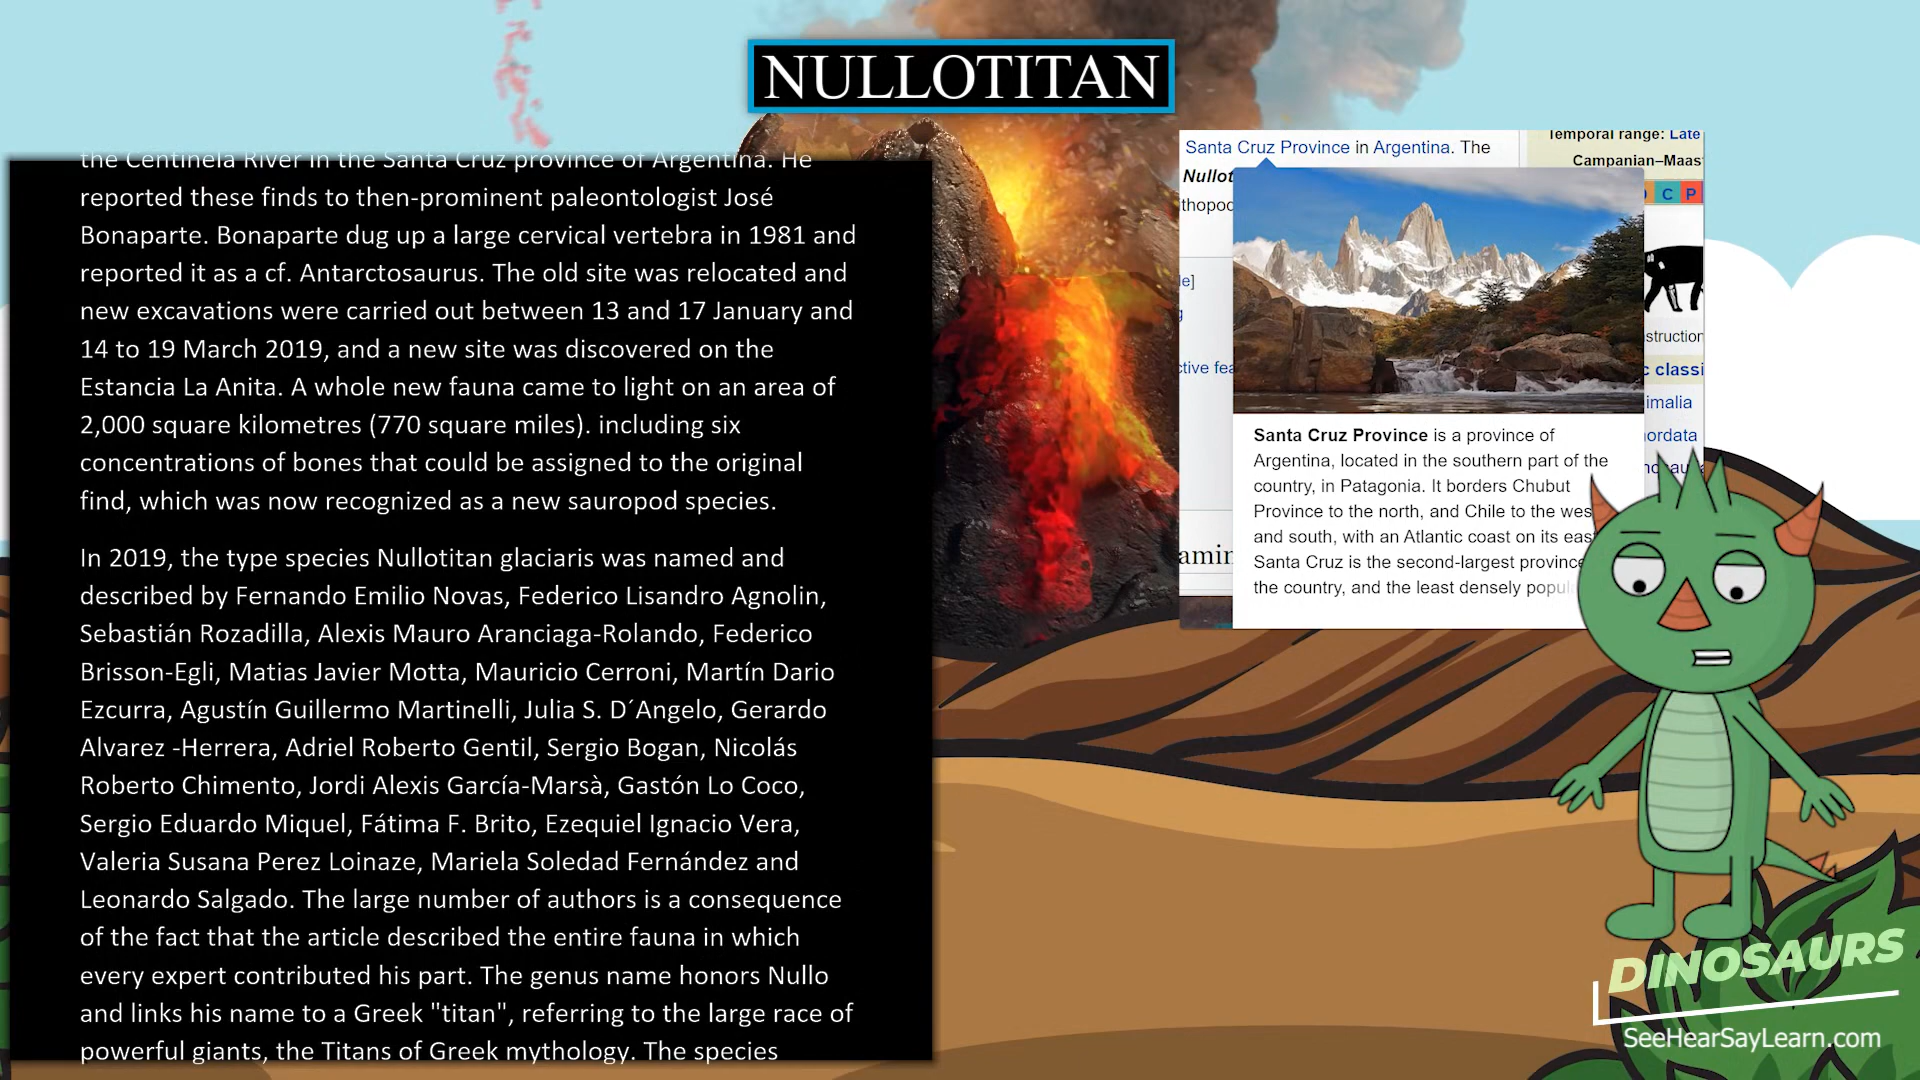 NULLOTITAN
the Centinela River in the Santa Cruz province of Argentina. He
reported these finds to then-prominent paleontologist José
Bonaparte. Bonaparte dug up a large cervical vertebra in 1981 and
reported it as a cf. Antarctosaurus. The old site was relocated and
new excavations were carried out between 13 and 17 January and
14 to 19 March 2019, and a new site was discovered on the
Estancia La Anita. A whole new fauna came to light on an area of
2,000 square kilometres (770 square miles). including six
concentrations of bones that could be assigned to the original
find, which was now recognized as a new sauropod species.
In 2019, the type species Nullotitan glaciaris was named and
described by Fernando Emilio Novas, Federico Lisandro Agnolin,
Sebastián Rozadilla, Alexis Mauro Aranciaga-Rolando, Federico
Brisson-Egli, Matias Javier Motta, Mauricio Cerroni, Martín Dario
Ezcurra, Agustín Guillermo Martinelli, Julia S. D´Angelo, Gerardo
Alvarez -Herrera, Adriel Roberto Gentil, Sergio Bogan, Nicolás
Roberto Chimento, Jordi Alexis García-Marsà, Gastón Lo Coco,
Sergio Eduardo Miquel, Fátima F. Brito, Ezequiel Ignacio Vera,
Valeria Susana Perez Loinaze, Mariela Soledad Fernández and
Leonardo Salgado. The large number of authors is a consequence
of the fact that the article described the entire fauna in which
every expert contributed his part. The genus name honors Nullo
and links his name to a Greek "titan", referring to the large race of
powerful giants, the Titans of Greek mythology. The species
Santa Cruz Province in Argentina. The
Nullot
thopod
le]
g
ctive fea
amin
Temporal range: Late
Campanian–Maas
C P
struction
c classi
imalia
ordata
nosau
Santa Cruz Province is a province of
Argentina, located in the southern part of the
country, in Patagonia. It borders Chubut
Province to the north, and Chile to the wes
and south, with an Atlantic coast on its eas
Santa Cruz is the second-largest province
the country, and the least densely popul
DINOSAURS
SeeHearSayLearn.com